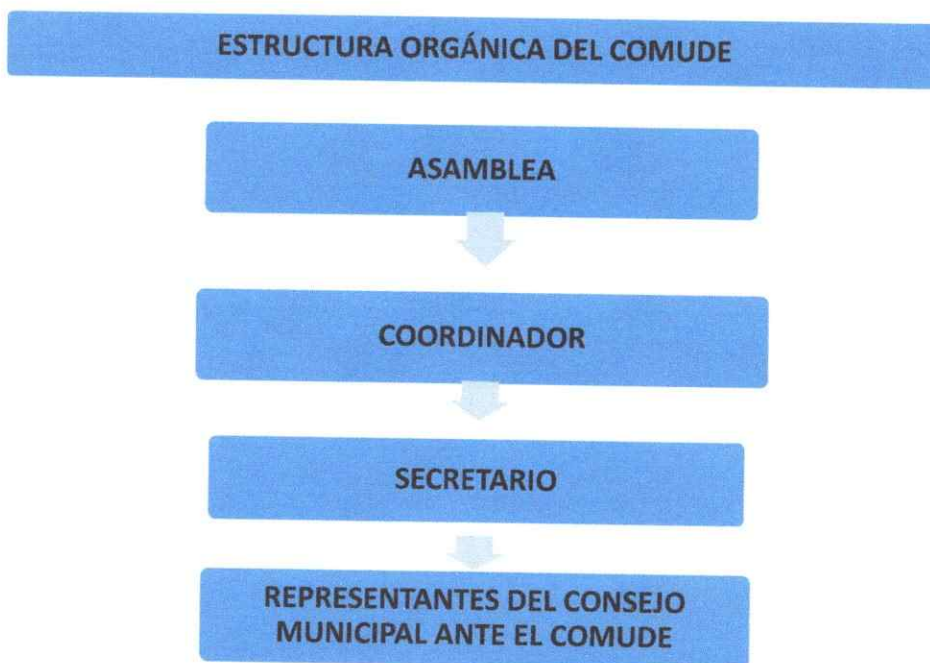 ESTRUCTURA ORGÁNICA DEL COMUDE
ASAMBLEA
COORDINADOR
SECRETARIO
REPRESENTANTES DEL CONSEJO
MUNICIPAL ANTE EL COMUDE